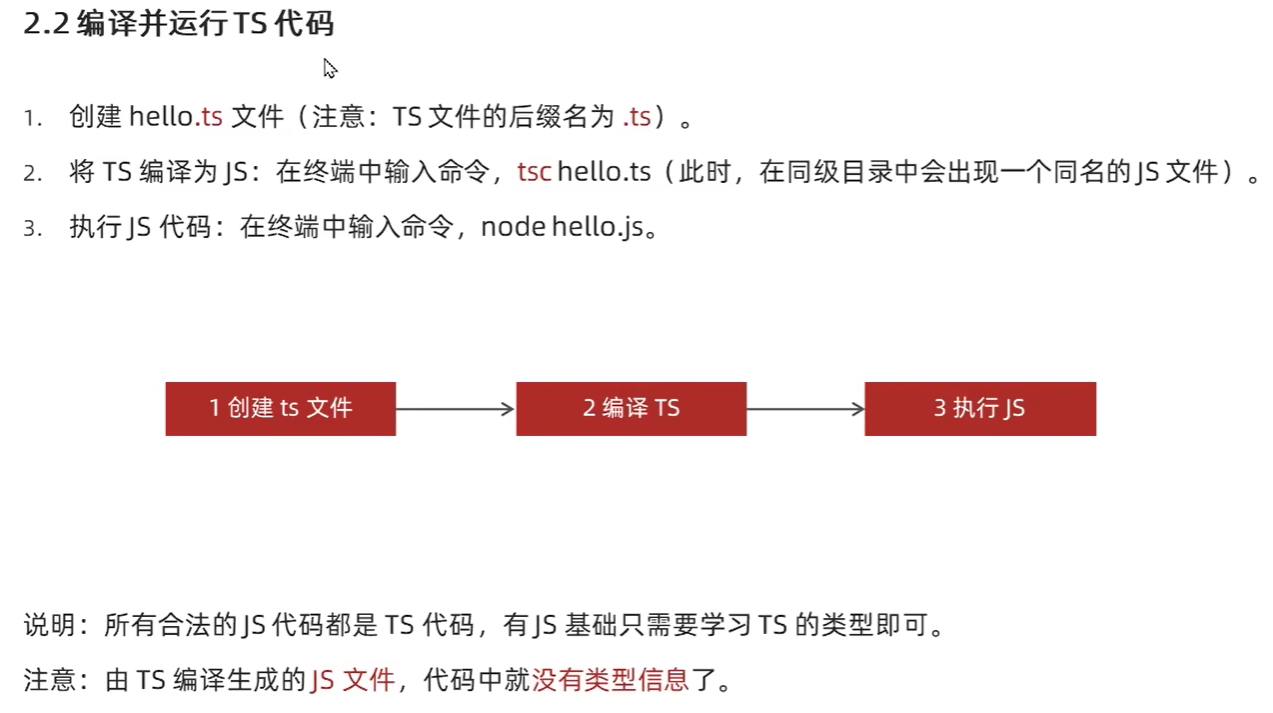 2.2 编译并运行 TS 代码
1. 创建 hello.ts 文件（注意：TS 文件的后缀名为 .ts）。
2. 将 TS 编译为 JS：在终端中输入命令，tsc hello.ts（此时，在同级目录中会出现一个同名的 JS 文件）。
3. 执行 JS 代码：在终端中输入命令，node hello.js。
1 创建 ts 文件
2 编译 TS
3 执行 JS
说明：所有合法的 JS 代码都是 TS 代码，有 JS 基础只需要学习 TS 的类型即可。
注意：由 TS 编译生成的 JS 文件，代码中就没有类型信息了。